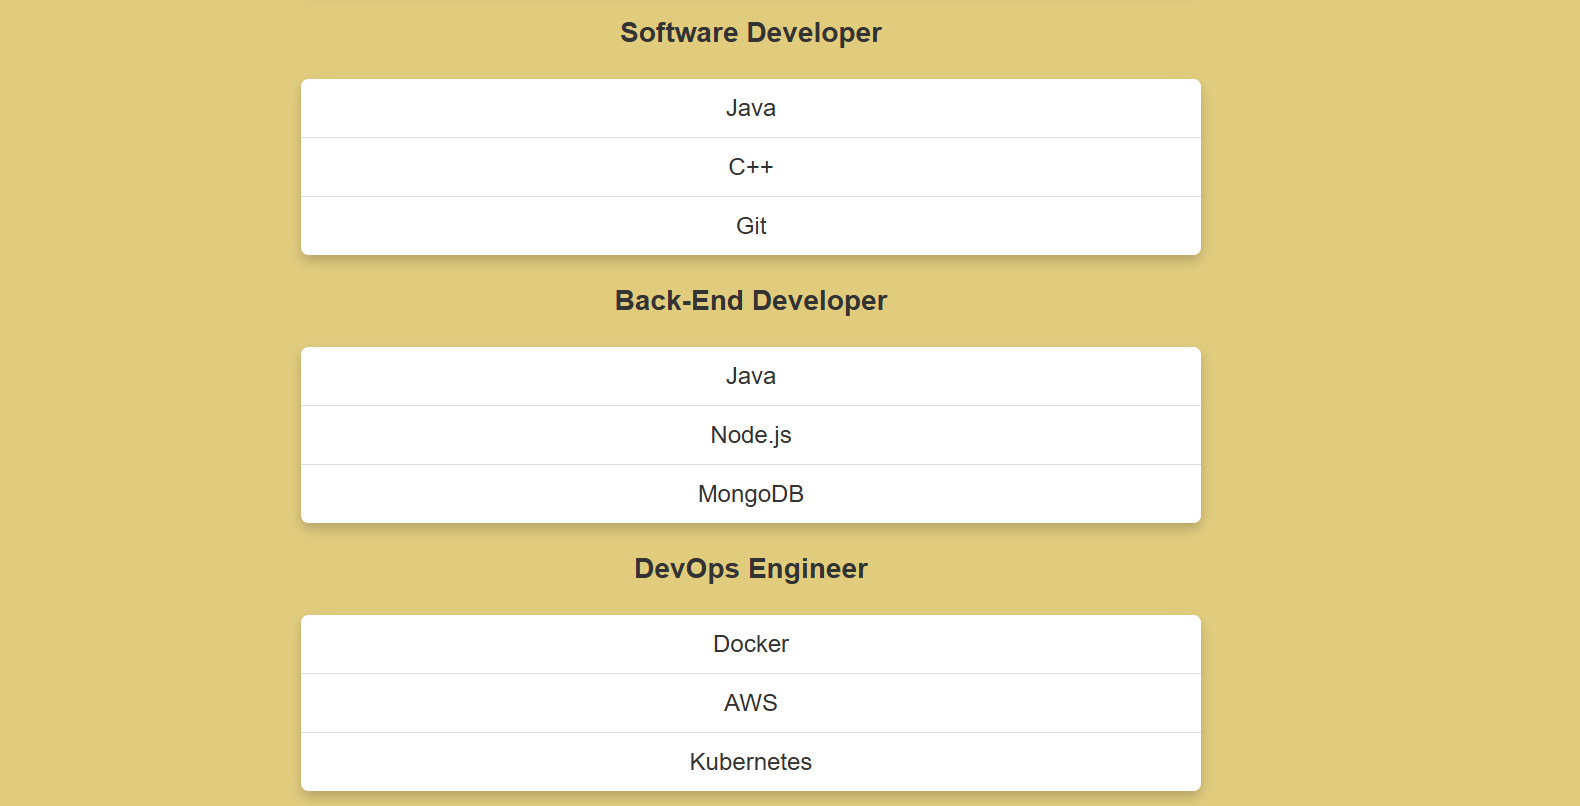 Software Developer
Java
C++
Git
Back-End Developer
Java
Node.js
MongoDB
DevOps Engineer
Docker
AWS
Kubernetes